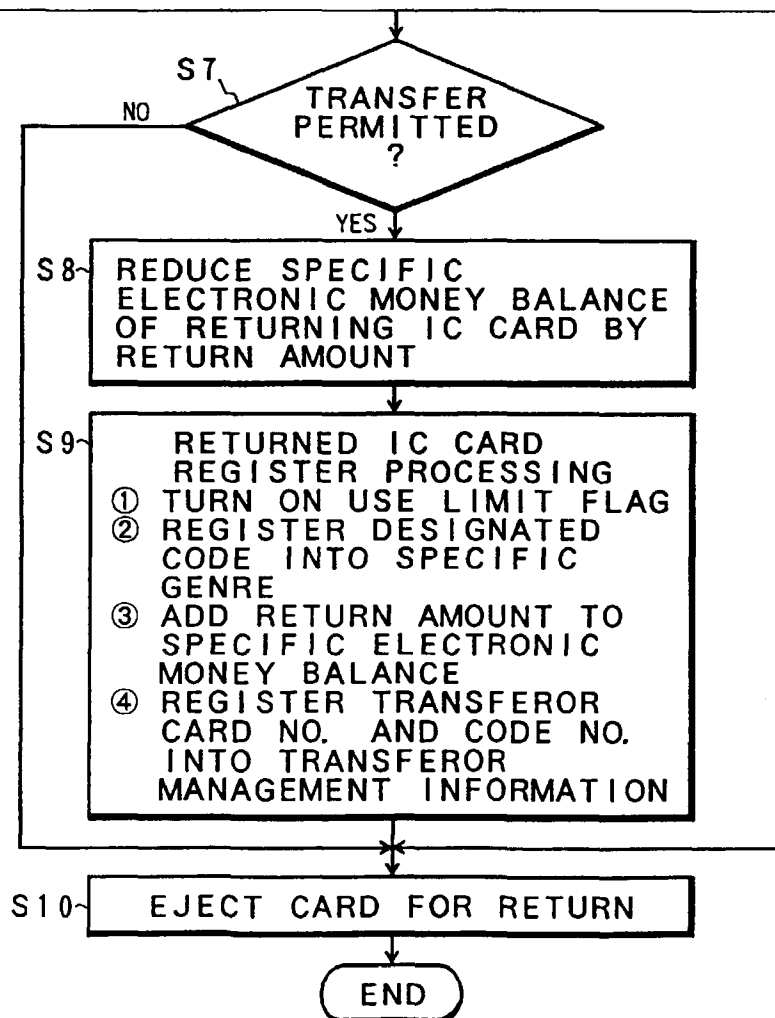 S7
TRANSFER
PERMITTED
?
NO
YES
S8
REDUCE SPECIFIC
ELECTRONIC MONEY BALANCE
OF RETURNING IC CARD BY
RETURN AMOUNT
S9
RETURNED IC CARD
REGISTER PROCESSING
① TURN ON USE LIMIT FLAG
② REGISTER DESIGNATED
CODE INTO SPECIFIC
GENRE
③ ADD RETURN AMOUNT TO
SPECIFIC ELECTRONIC
MONEY BALANCE
④ REGISTER TRANSFEROR
CARD NO. AND CODE NO.
INTO TRANSFEROR
MANAGEMENT INFORMATION
S10
EJECT CARD FOR RETURN
END